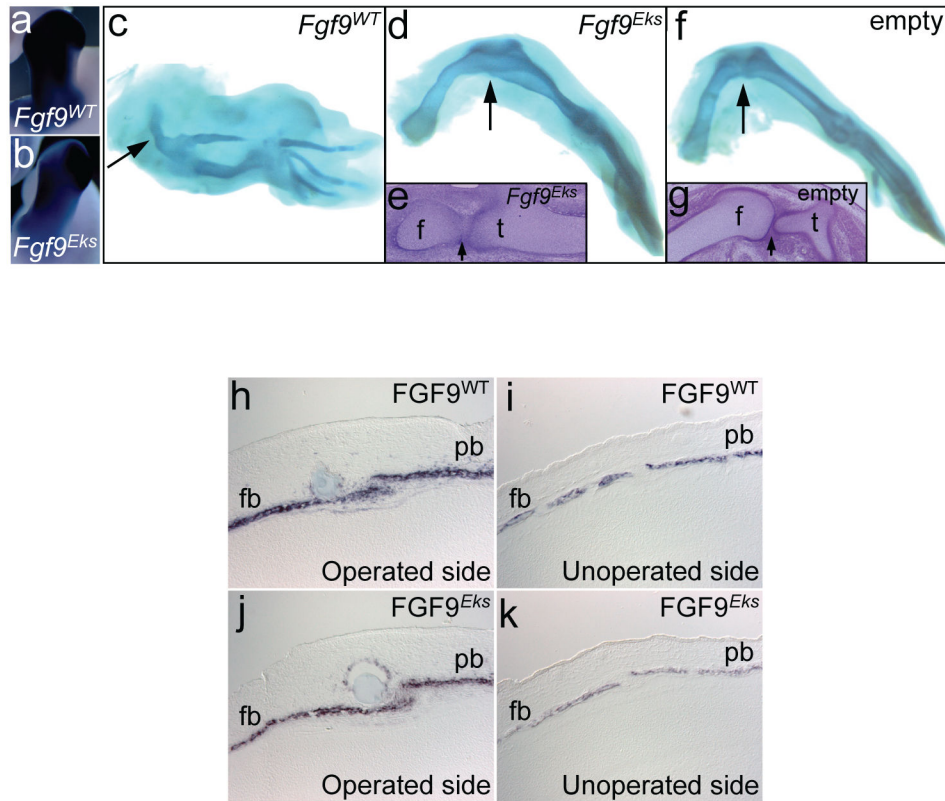 a
Fgf9WT
b
Fgf9Eks
c
Fgf9WT
d
Fgf9Eks
e
Fgf9Eks
f
t
f
empty
g
empty
f
t
h
FGF9WT
pb
fb
Operated side
i
FGF9WT
pb
fb
Unoperated side
j
FGF9Eks
pb
fb
Operated side
k
FGF9Eks
pb
fb
Unoperated side